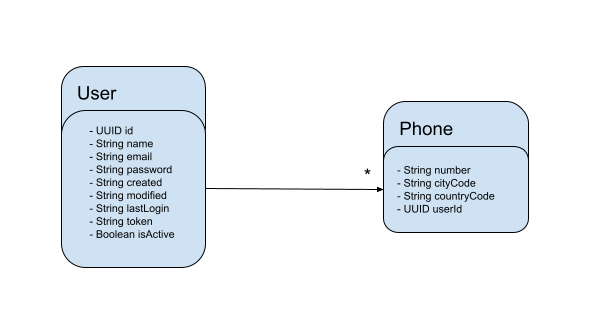 User
- UUID id
- String name
- String email
- String password
- String created
- String modified
- String lastLogin
- String token
- Boolean isActive
*
Phone
- String number
- String cityCode
- String countryCode
- UUID userId